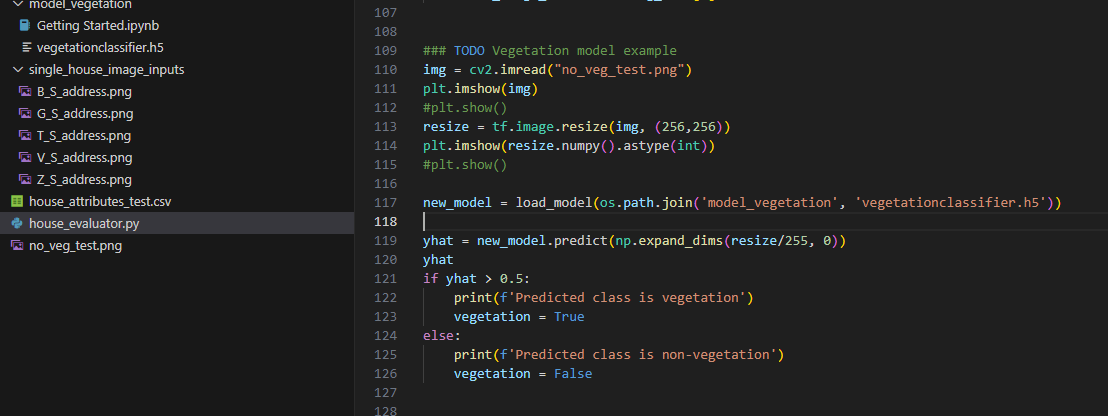 model_vegetation
Getting Started.ipynb
vegetationclassifier.h5
single_house_image_inputs
B_S_address.png
G_S_address.png
T_S_address.png
V_S_address.png
Z_S_address.png
house_attributes_test.csv
house_evaluator.py
no_veg_test.png
107
108
109 ### TODO Vegetation model example
110 img = cv2.imread("no_veg_test.png")
111 plt.imshow(img)
112 #plt.show()
113 resize = tf.image.resize(img, (256,256))
114 plt.imshow(resize.numpy().astype(int))
115 #plt.show()
116
117 new_model = load_model(os.path.join('model_vegetation', 'vegetationclassifier.h5'))
118
119 yhat = new_model.predict(np.expand_dims(resize/255, 0))
120 yhat
121 if yhat > 0.5:
122     print(f'Predicted class is vegetation')
123     vegetation = True
124 else:
125     print(f'Predicted class is non-vegetation')
126     vegetation = False
127
128